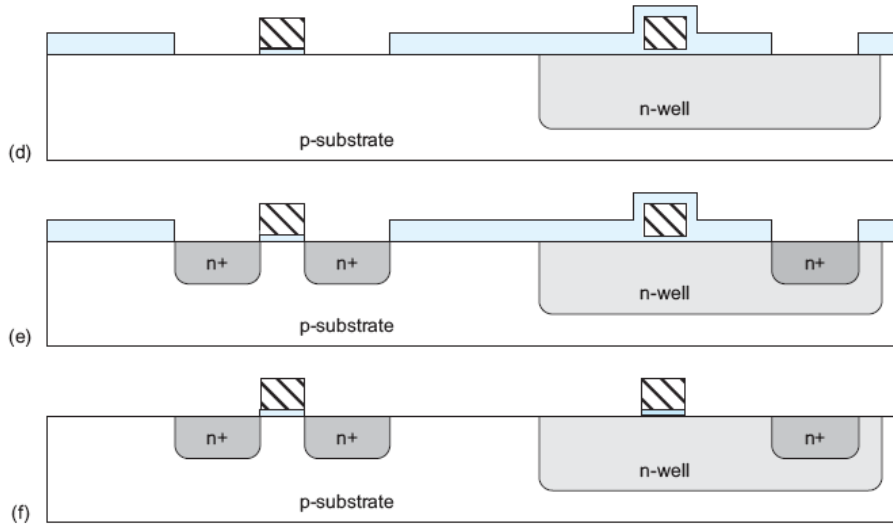 n-well
p-substrate
(d)
n+ n+ n+
n-well
p-substrate
(e)
n+ n+ n+
n-well
p-substrate
(f)